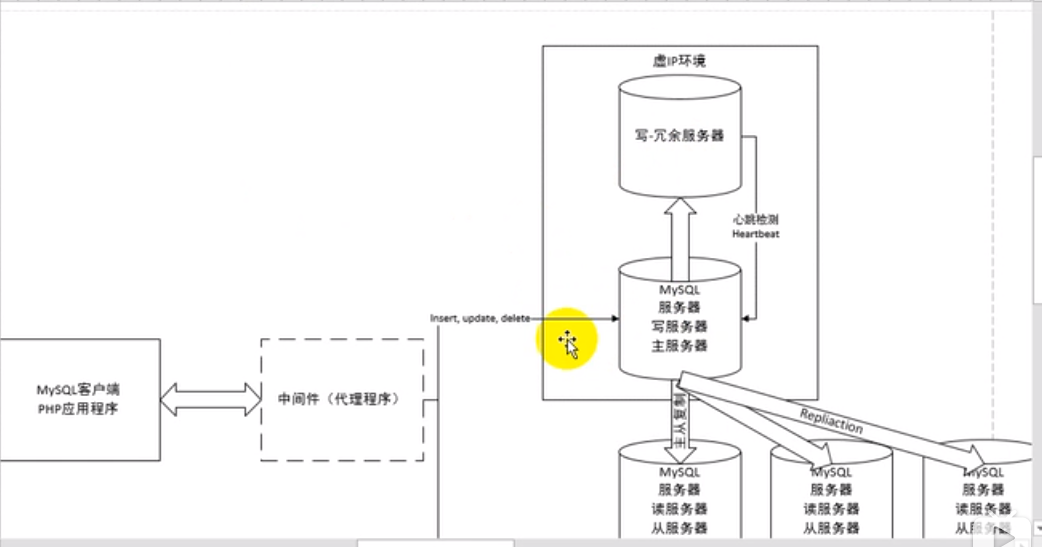 虚IP环境
写-冗余服务器
心跳检测
Heartbeat
MySQL
服务器
写服务器
主服务器
Insert, update, delete
MySQL客户端
PHP应用程序
中间件（代理程序）
主从复制
Repliaction
MySQL
服务器
读服务器
从服务器
MySQL
服务器
读服务器
从服务器
MySQL
服务器
读服务器
从服务器